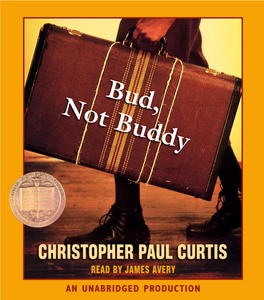 Bud,
Not Buddy
CHRISTOPHER PAUL CURTIS
READ BY JAMES AVERY
AN UNABRIDGED PRODUCTION